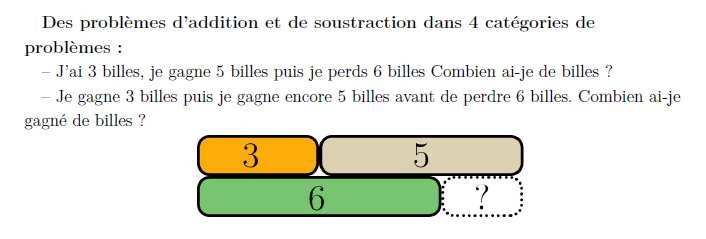 Des problèmes d'addition et de soustraction dans 4 catégories de
problèmes :
– J'ai 3 billes, je gagne 5 billes puis je perds 6 billes Combien ai-je de billes ?
– Je gagne 3 billes puis je gagne encore 5 billes avant de perdre 6 billes. Combien ai-je
gagné de billes ?
3 5
6 ?